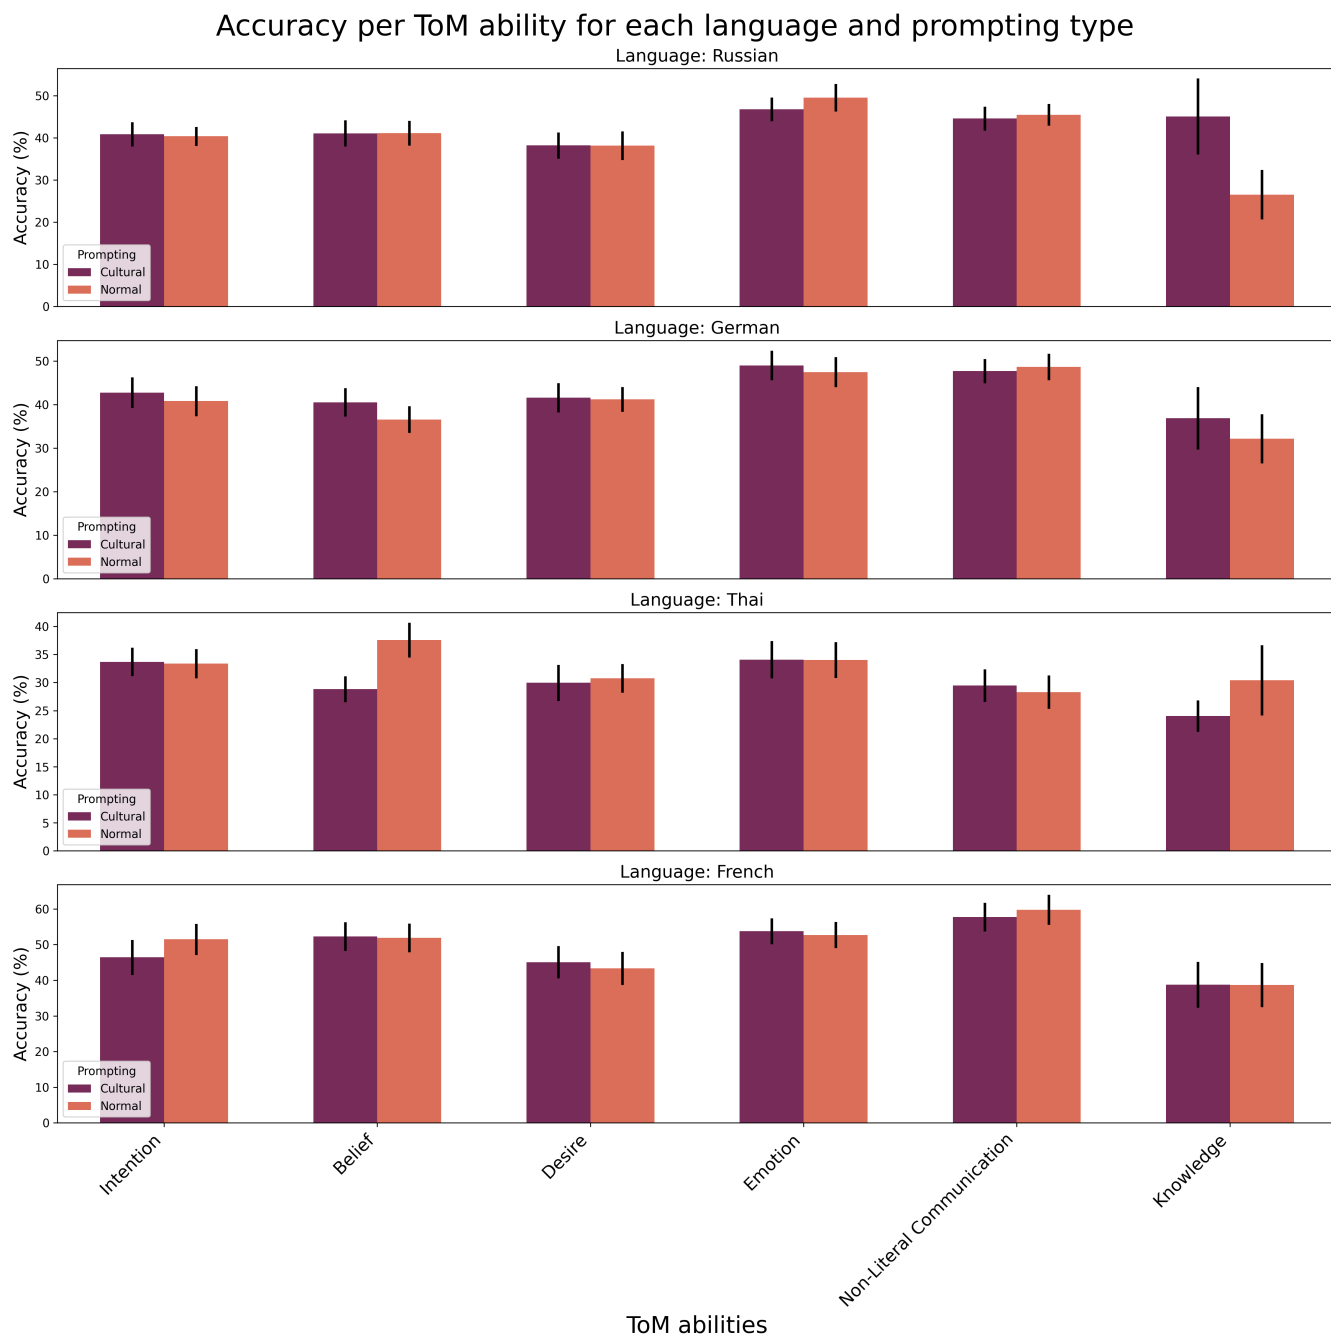 Accuracy per ToM ability for each language and prompting type
Language: Russian
Accuracy (%)
50
40
30
20
10
0
Prompting
Cultural
Normal
Language: German
Accuracy (%)
50
40
30
20
10
0
Prompting
Cultural
Normal
Language: Thai
Accuracy (%)
40
35
30
25
20
15
10
5
0
Prompting
Cultural
Normal
Language: French
Accuracy (%)
60
50
40
30
20
10
0
Prompting
Cultural
Normal
Intention
Belief
Desire
Emotion
Non-Literal Communication
Knowledge
ToM abilities